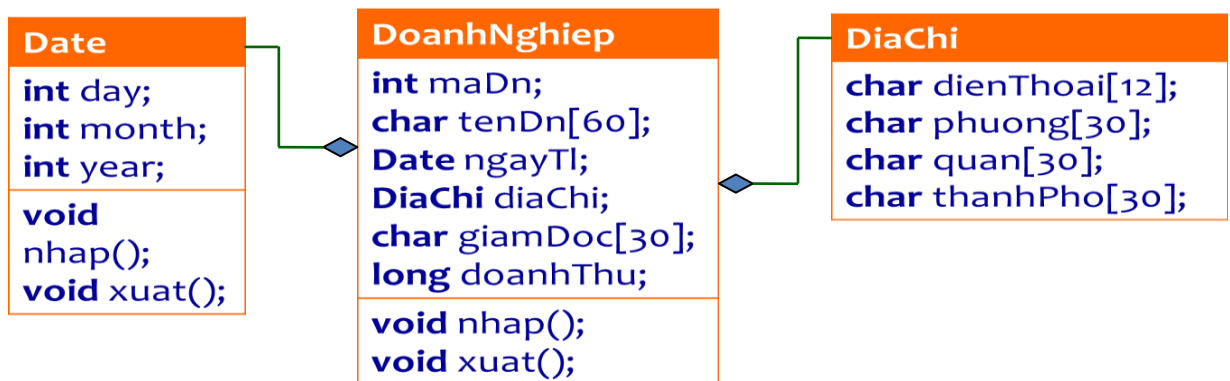 Date
int day;
int month;
int year;
void
nhap();
void xuat();
DoanhNghiep
int maDn;
char tenDn[60];
Date ngayTl;
DiaChi diaChi;
char giamDoc[30];
long doanhThu;
void nhap();
void xuat();
DiaChi
char dienThoai[12];
char phuong[30];
char quan[30];
char thanhPho[30];